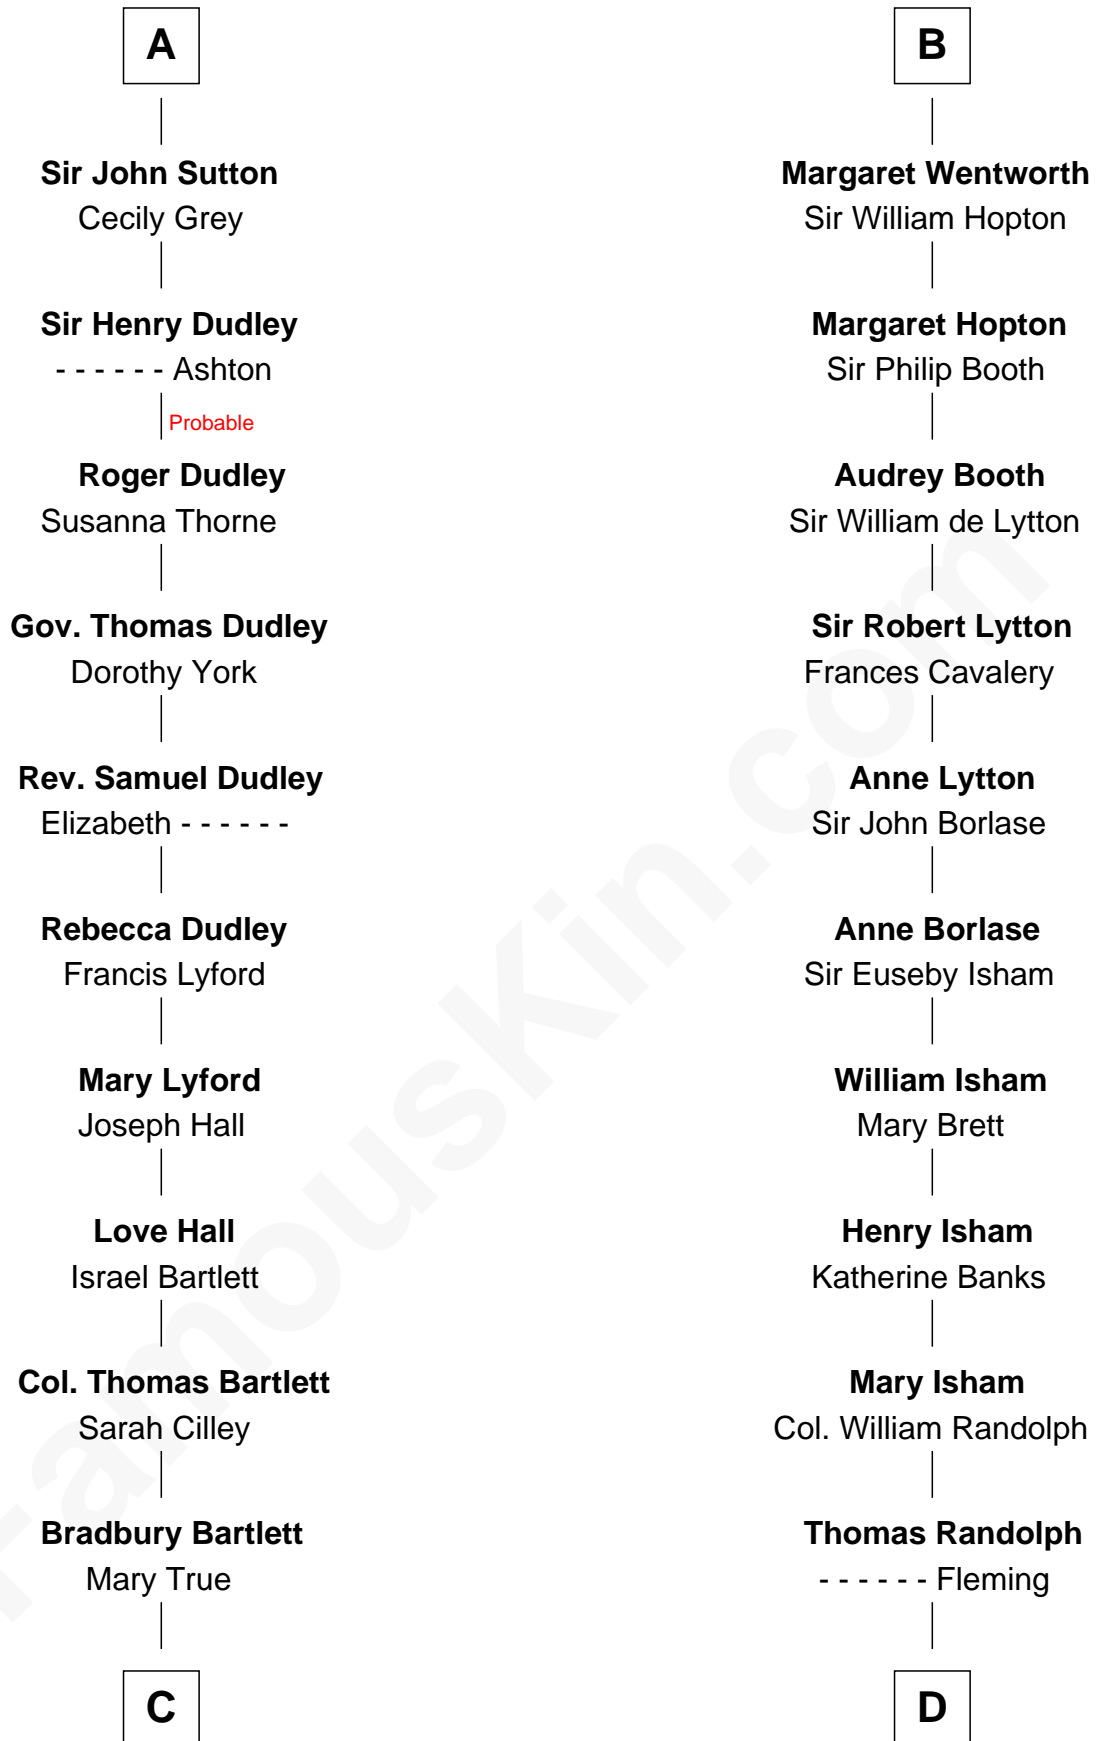 A
Sir John Sutton
Cecily Grey
Sir Henry Dudley
- - - - - - Ashton
Probable
Roger Dudley
Susanna Thorne
Gov. Thomas Dudley
Dorothy York
Rev. Samuel Dudley
Elizabeth - - - - - -
Rebecca Dudley
Francis Lyford
Mary Lyford
Joseph Hall
Love Hall
Israel Bartlett
Col. Thomas Bartlett
Sarah Cilley
Bradbury Bartlett
Mary True
C
B
Margaret Wentworth
Sir William Hopton
Margaret Hopton
Sir Philip Booth
Audrey Booth
Sir William de Lytton
Sir Robert Lytton
Frances Cavalery
Anne Lytton
Sir John Borlase
Anne Borlase
Sir Euseby Isham
William Isham
Mary Brett
Henry Isham
Katherine Banks
Mary Isham
Col. William Randolph
Thomas Randolph
- - - - - - Fleming
D
FamousKin.com